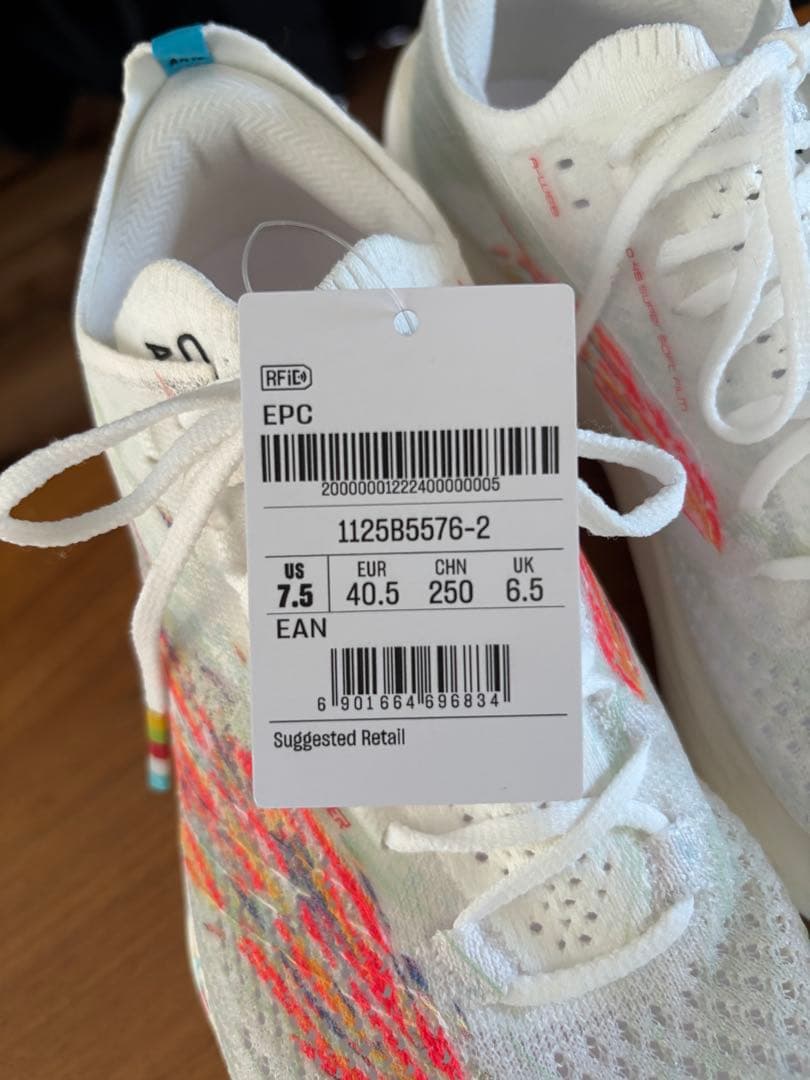 RFiD
EPC
20000001222400000005
1125B5576-2
US EUR CHN UK
7.5 40.5 250 6.5
EAN
6 901664 696834
Suggested Retail
A-WEB